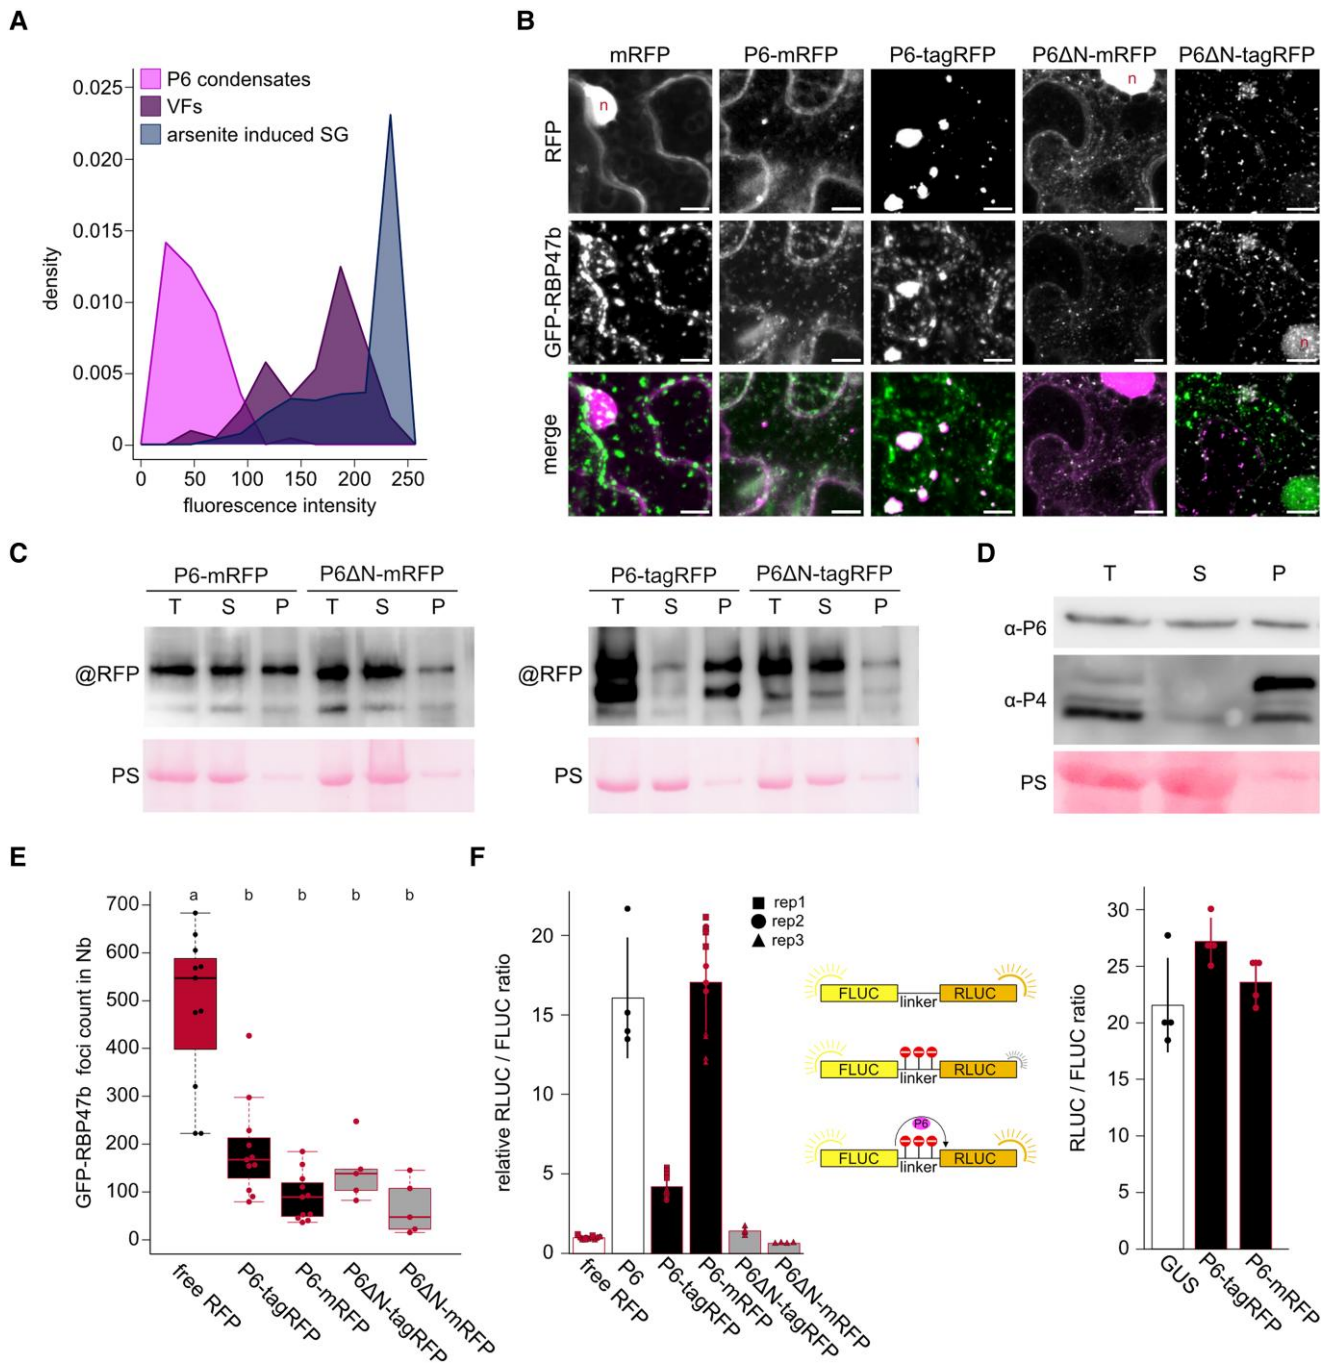 A
P6 condensates
VFs
arsenite induced SG
0.025
0.020
0.015
0.010
0.005
0
density
0 50 100 150 200 250
fluorescence intensity
B
mRFP P6-mRFP P6-tagRFP P6ΔN-mRFP P6ΔN-tagRFP
RFP
n
n
GFP-RBP47b
n
merge
C
P6-mRFP P6ΔN-mRFP
T S P T S P
@RFP
PS
P6-tagRFP P6ΔN-tagRFP
T S P T S P
@RFP
PS
D
T S P
α-P6
α-P4
PS
E
a b b b b
700
600
500
400
300
200
100
0
GFP-RBP47b foci count in Nb
free RFP
P6-tagRFP
P6-mRFP
P6ΔN-tagRFP
P6ΔN-mRFP
F
rep1
rep2
rep3
20
15
10
5
0
relative RLUC / FLUC ratio
free RFP
P6
P6-tagRFP
P6-mRFP
P6ΔN-tagRFP
P6ΔN-mRFP
FLUC linker RLUC
FLUC linker RLUC
P6
FLUC linker RLUC
30
25
20
15
10
5
0
RLUC / FLUC ratio
GUS
P6-tagRFP
P6-mRFP